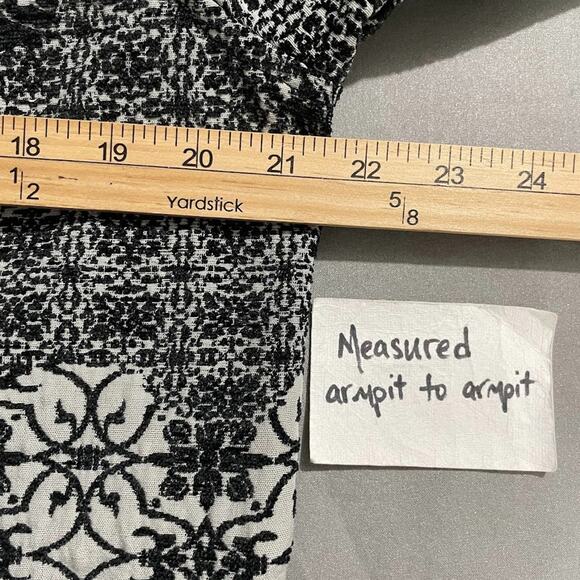 18 19 20 21 22 23 24
1/2 Yardstick 5/8
Measured
armpit to armpit